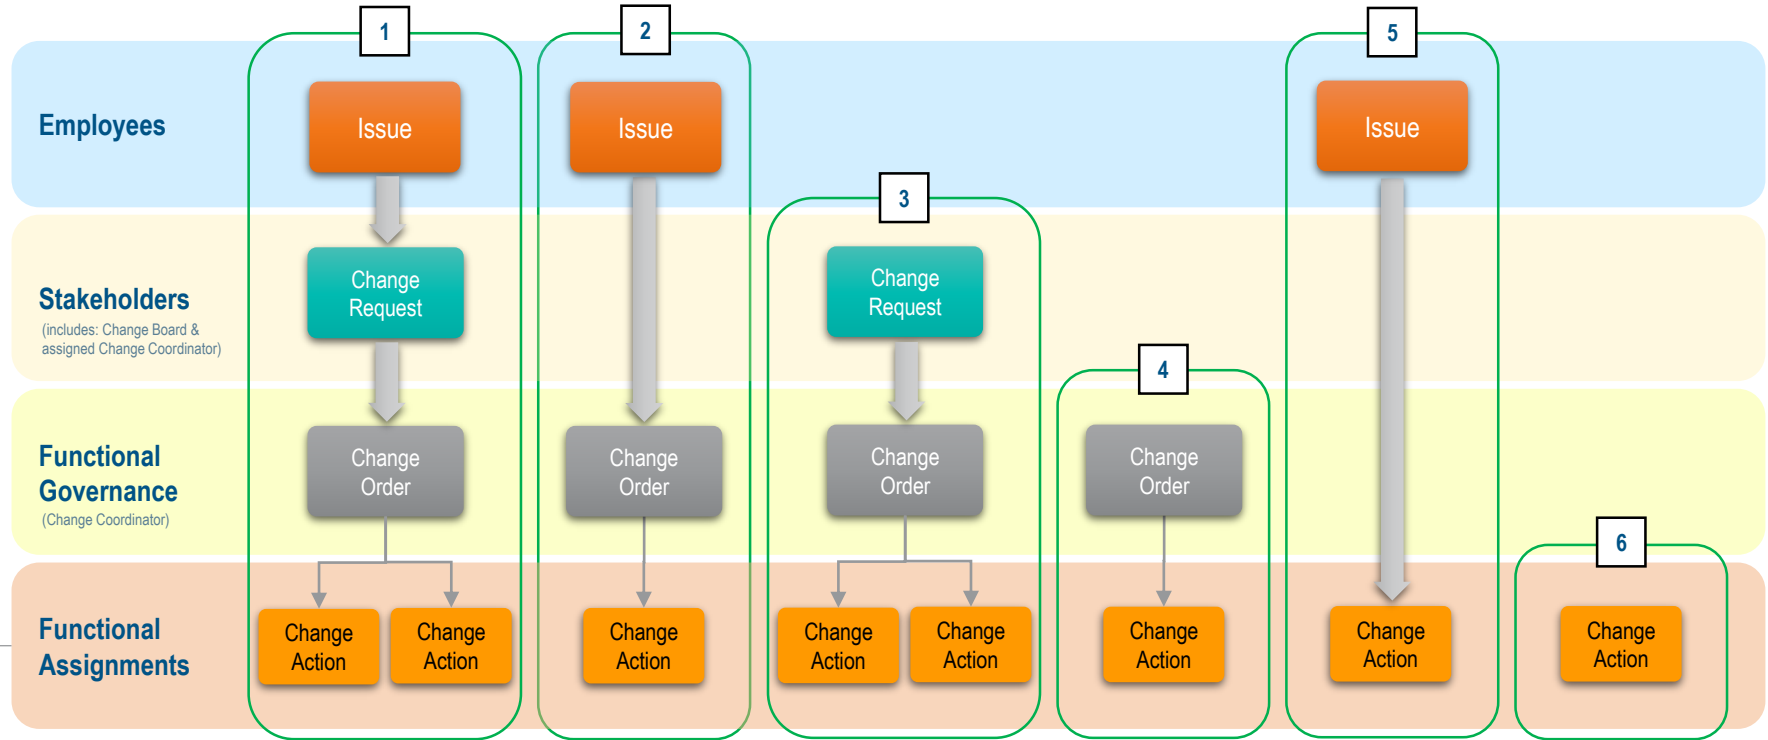 1
2
5
Employees
Issue
Issue
Issue
3
Stakeholders
(includes: Change Board &
assigned Change Coordinator)
Change
Request
Change
Request
4
Functional
Governance
(Change Coordinator)
Change
Order
Change
Order
Change
Order
Change
Order
6
Functional
Assignments
Change
Action
Change
Action
Change
Action
Change
Action
Change
Action
Change
Action
Change
Action
Change
Action